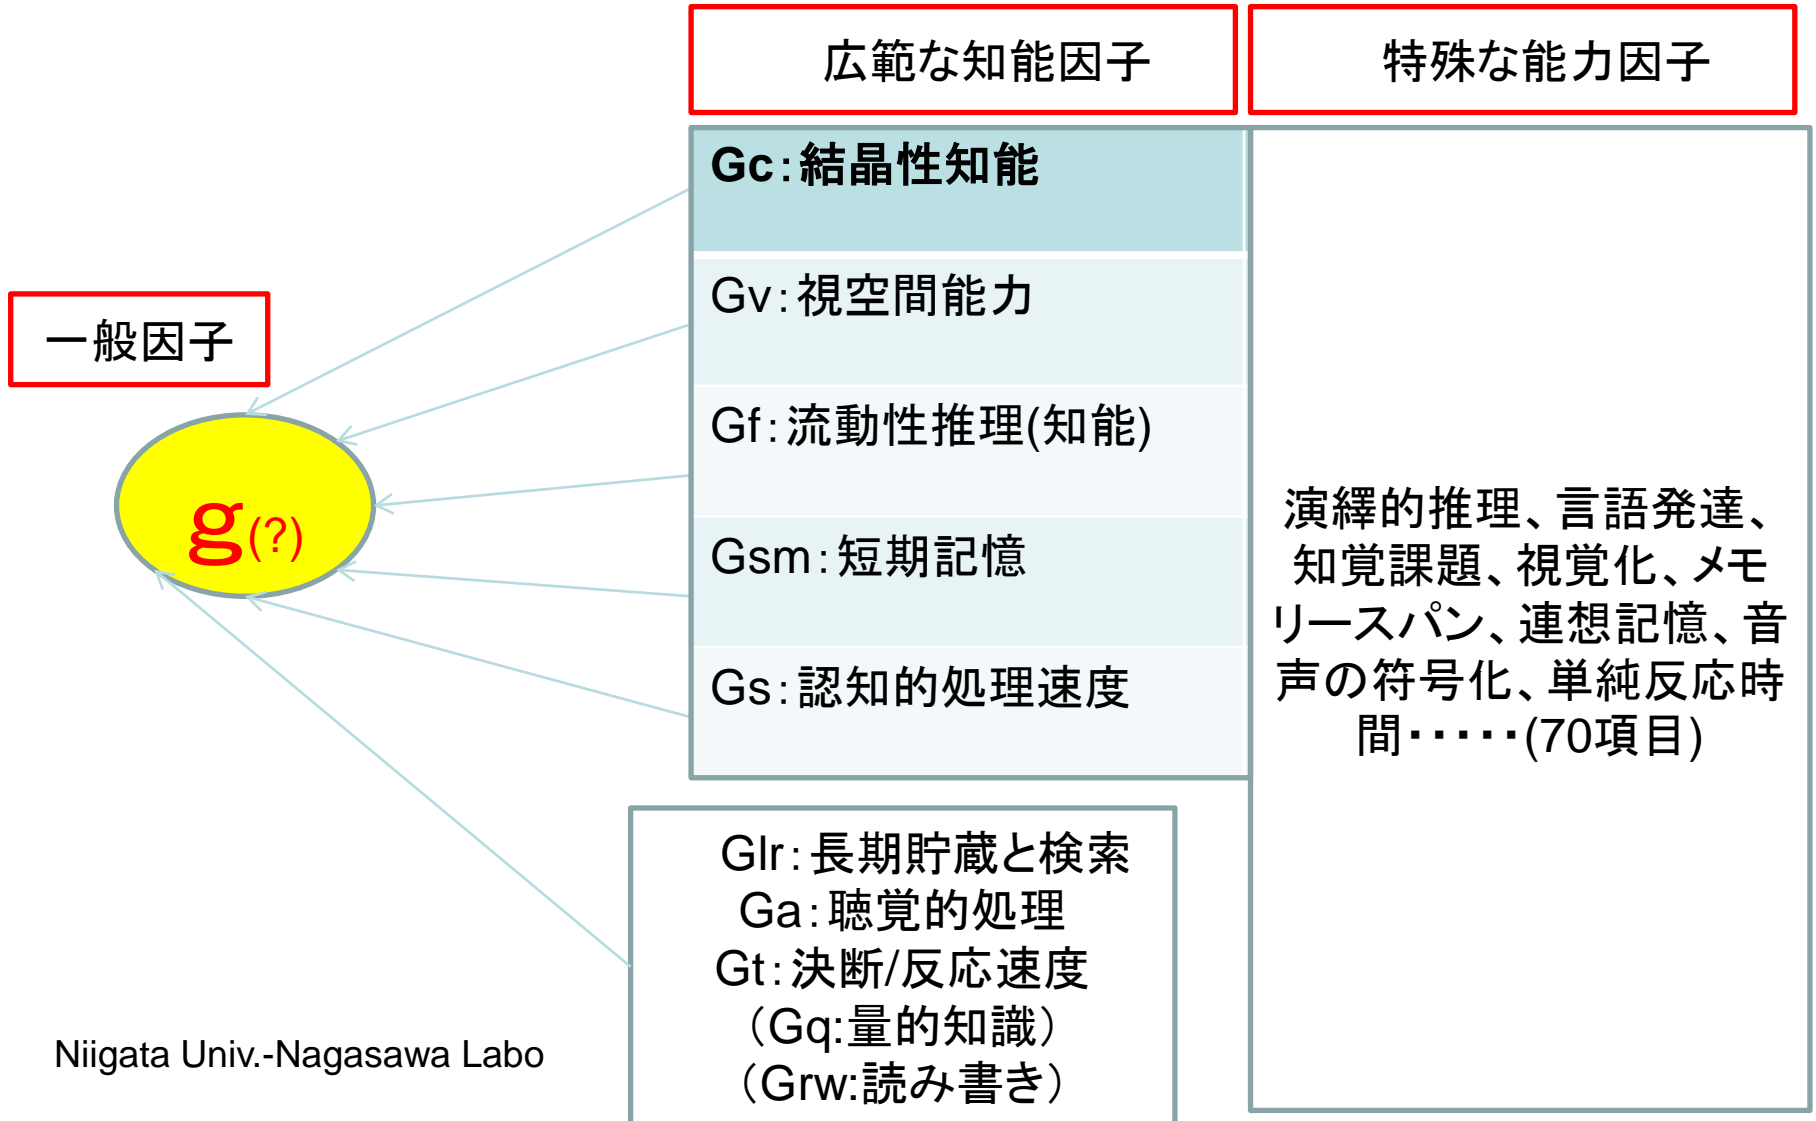 広範な知能因子
特殊な能力因子
Gc：結晶性知能
Gv：視空間能力
一般因子
Gf：流動性推理(知能)
g(?)
Gsm：短期記憶
Gs：認知的処理速度
演繹的推理、言語発達、
知覚課題、視覚化、メモ
リースパン、連想記憶、音
声の符号化、単純反応時
間・・・・・(70項目)
Glr：長期貯蔵と検索
Ga：聴覚的処理
Gt：決断/反応速度
（Gq:量的知識）
（Grw:読み書き）
Niigata Univ.-Nagasawa Labo